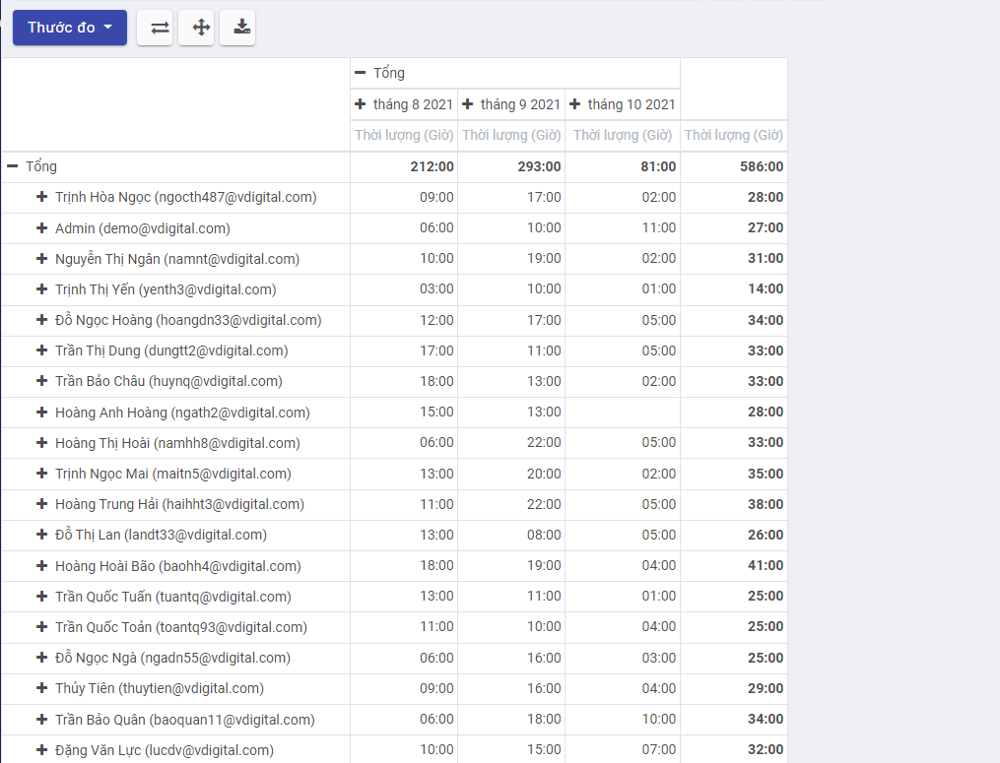 Thước đo
Tổng
tháng 8 2021 tháng 9 2021 tháng 10 2021
Thời lượng (Giờ) Thời lượng (Giờ) Thời lượng (Giờ) Thời lượng (Giờ)
Tổng 212:00 293:00 81:00 586:00
Trịnh Hòa Ngọc (ngocth487@vdigital.com) 09:00 17:00 02:00 28:00
Admin (demo@vdigital.com) 06:00 10:00 11:00 27:00
Nguyễn Thị Ngân (namnt@vdigital.com) 10:00 19:00 02:00 31:00
Trịnh Thị Yến (yenth3@vdigital.com) 03:00 10:00 01:00 14:00
Đỗ Ngọc Hoàng (hoangdn33@vdigital.com) 12:00 17:00 05:00 34:00
Trần Thị Dung (dungtt2@vdigital.com) 17:00 11:00 05:00 33:00
Trần Bảo Châu (huynq@vdigital.com) 18:00 13:00 02:00 33:00
Hoàng Anh Hoàng (ngath2@vdigital.com) 15:00 13:00 28:00
Hoàng Thị Hoài (namhh8@vdigital.com) 06:00 22:00 05:00 33:00
Trịnh Ngọc Mai (maitn5@vdigital.com) 13:00 20:00 02:00 35:00
Hoàng Trung Hải (haihht3@vdigital.com) 11:00 22:00 05:00 38:00
Đỗ Thị Lan (landt33@vdigital.com) 13:00 08:00 05:00 26:00
Hoàng Hoài Bão (baohh4@vdigital.com) 18:00 19:00 04:00 41:00
Trần Quốc Tuấn (tuantq@vdigital.com) 13:00 11:00 01:00 25:00
Trần Quốc Toản (toantq93@vdigital.com) 11:00 10:00 04:00 25:00
Đỗ Ngọc Ngà (ngadn55@vdigital.com) 06:00 16:00 03:00 25:00
Thủy Tiên (thuytien@vdigital.com) 09:00 16:00 04:00 29:00
Trần Bảo Quân (baoquan11@vdigital.com) 06:00 18:00 10:00 34:00
Đặng Văn Lực (lucdv@vdigital.com) 10:00 15:00 07:00 32:00